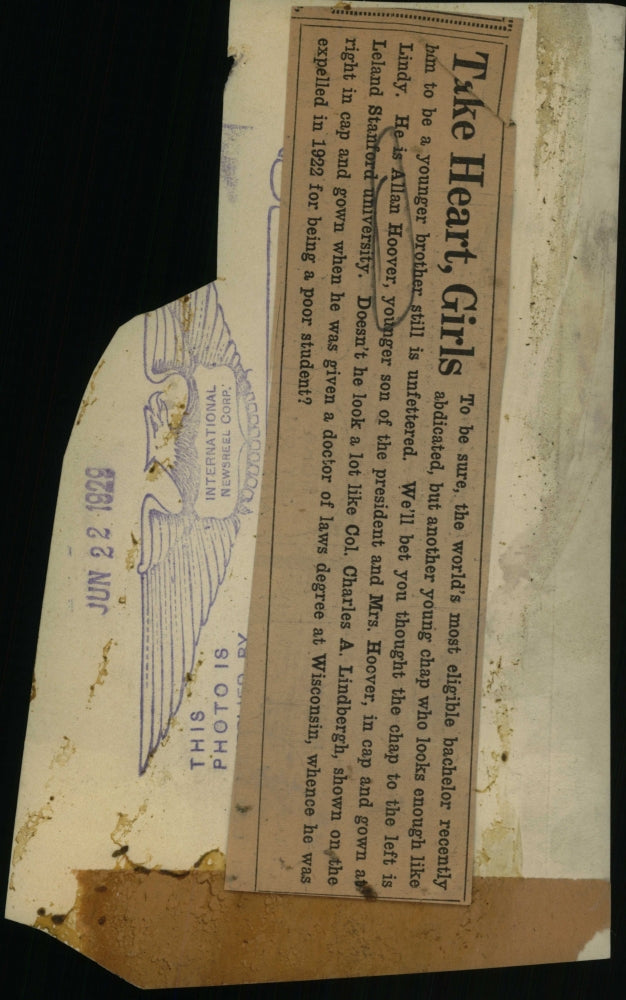 Take Heart, Girls
To be sure, the world's most eligible bachelor recently
abdicated, but another young chap who looks enough like
him to be a younger brother still is unfettered. We'll bet you thought the chap to the left is
Lindy. He is Allan Hoover, younger son of the president and Mrs. Hoover, in cap and gown at
Leland Stanford university. Doesn't he look a lot like Col. Charles A. Lindbergh, shown on the
right in cap and gown when he was given a doctor of laws degree at Wisconsin, whence he was
expelled in 1922 for being a poor student?
INTERNATIONAL
NEWSREEL CORP.
THIS
PHOTO IS
BY
JUN 22 1929